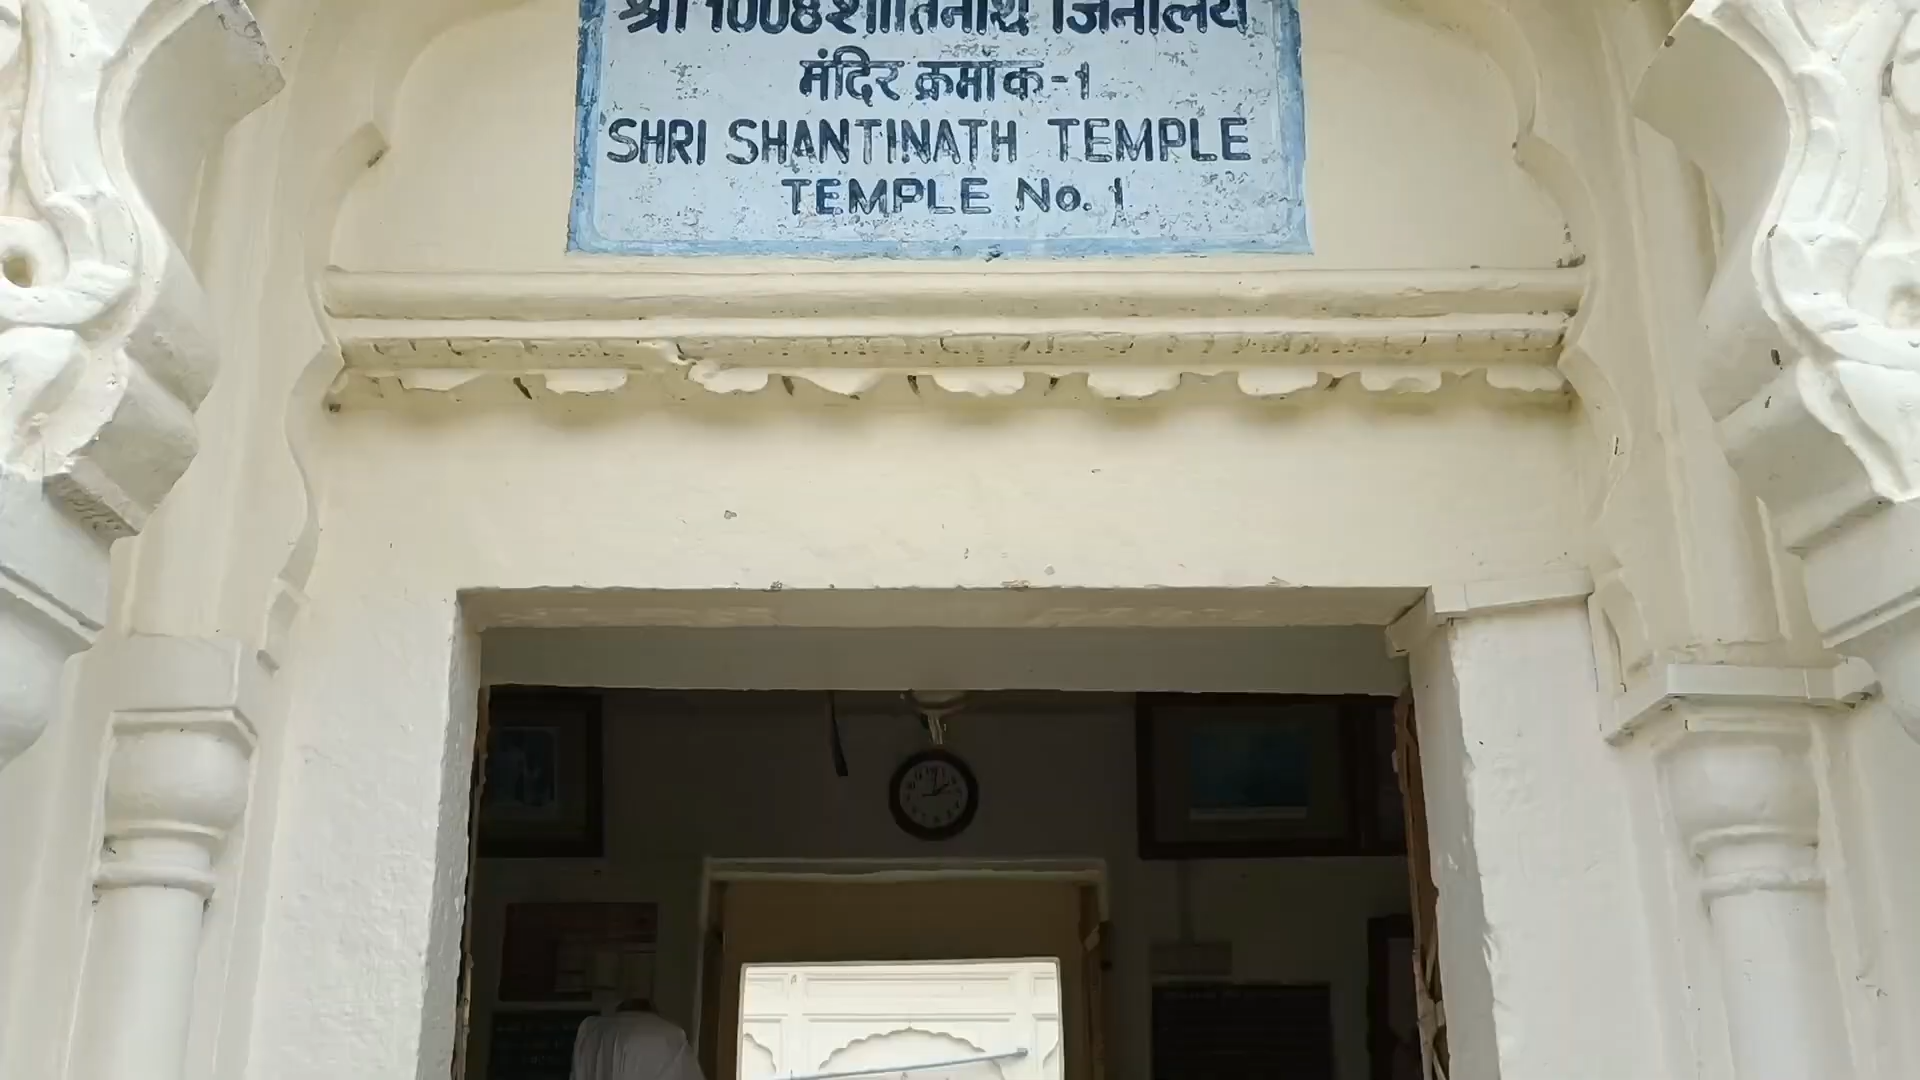 श्री 1008 शांतिनाथ जिनालय
मंदिर क्रमाँक-1
SHRI SHANTINATH TEMPLE
TEMPLE No. 1